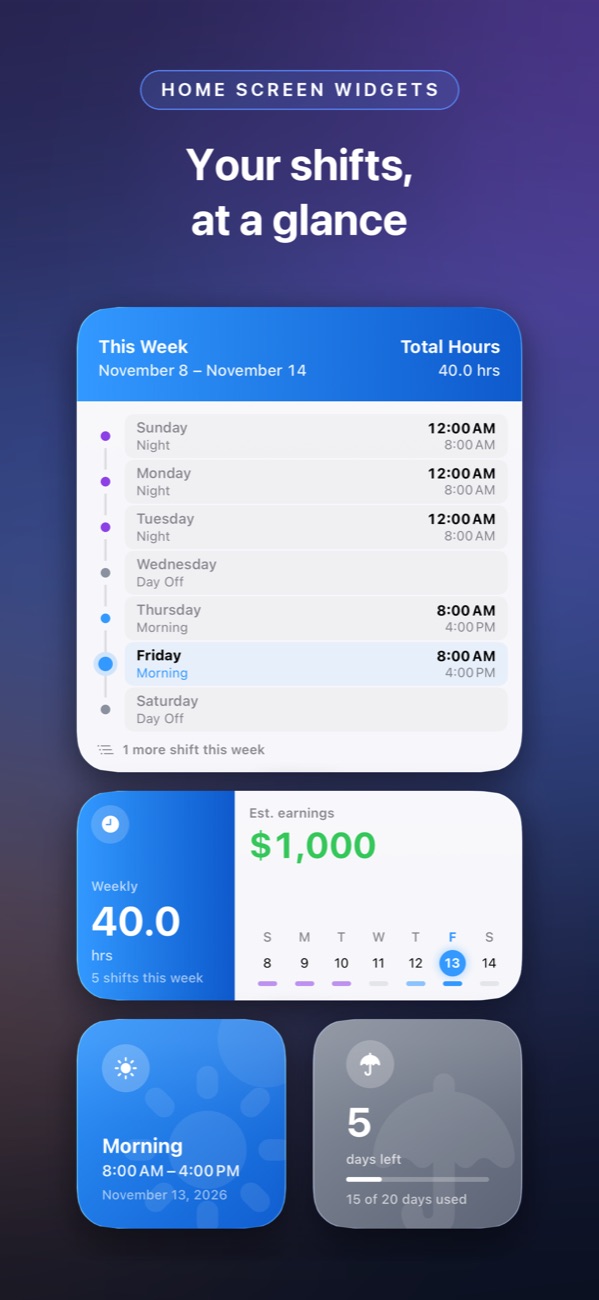 HOME SCREEN WIDGETS
Your shifts,
at a glance
This Week Total Hours
November 8 – November 14 40.0 hrs
Sunday 12:00 AM
Night 8:00 AM
Monday 12:00 AM
Night 8:00 AM
Tuesday 12:00 AM
Night 8:00 AM
Wednesday
Day Off
Thursday 8:00 AM
Morning 4:00 PM
Friday 8:00 AM
Morning 4:00 PM
Saturday
Day Off
1 more shift this week
Weekly
40.0
hrs
5 shifts this week
Est. earnings
$1,000
S M T W T F S
8 9 10 11 12 13 14
Morning
8:00 AM – 4:00 PM
November 13, 2026
5
days left
15 of 20 days used